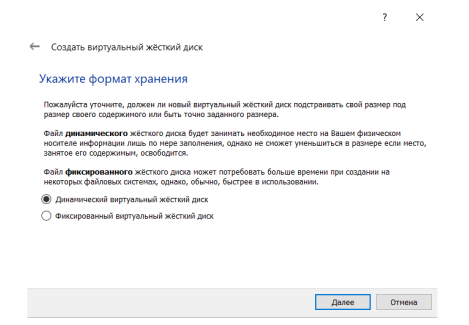 ?
Создать виртуальный жёсткий диск
Укажите формат хранения
Пожалуйста уточните, должен ли новый виртуальный жёсткий диск подстраивать свой размер под
размер своего содержимого или быть точно заданного размера.
Файл динамического жёсткого диска будет занимать необходимое место на Вашем физическом
носителе информации лишь по мере заполнения, однако не сможет уменьшиться в размере если место,
занятое его содержимым, освободится.
Файл фиксированного жёсткого диска может потребовать больше времени при создании на
некоторых файловых системах, однако, обычно, быстрее в использовании.
Динамический виртуальный жёсткий диск
Фиксированный виртуальный жёсткий диск
Далее Отмена